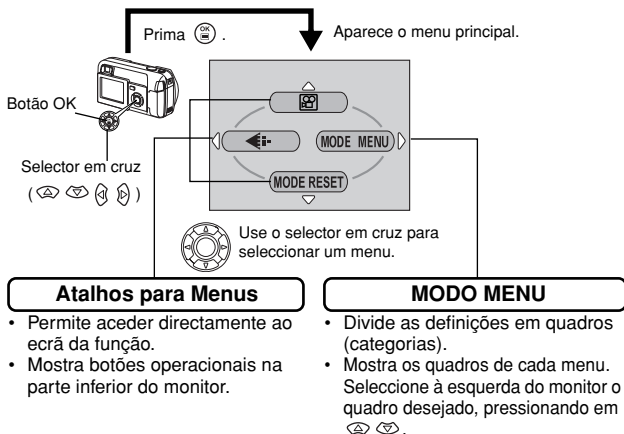 Prima OK .
Aparece o menu principal.
Botão OK
Selector em cruz
( )
MODE MENU
MODE RESET
Use o selector em cruz para
seleccionar um menu.
Atalhos para Menus
• Permite aceder directamente ao
ecrã da função.
• Mostra botões operacionais na
parte inferior do monitor.
MODO MENU
• Divide as definições em quadros
(categorias).
• Mostra os quadros de cada menu.
Seleccione à esquerda do monitor o
quadro desejado, pressionando em
.